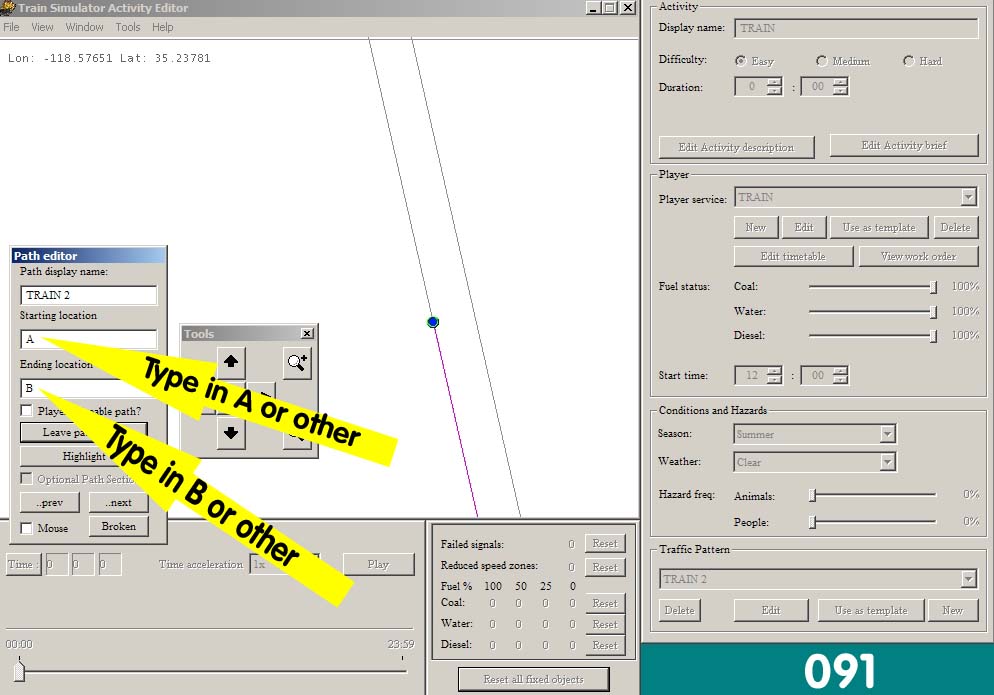 Train Simulator Activity Editor
File View Window Tools Help
Lon: -118.57651 Lat: 35.23781
Path editor
Path display name:
TRAIN 2
Starting location
A
Ending location
B
Player
able path?
Leave
Highlight
Optional Path
..prev ..next
Mouse Broken
Tools
Type in A or other
Type in B or other
Time : 0 0 0 Time acceleration 1x Play
00:00 23:59
Failed signals: 0 Reset
Reduced speed zones: 0 Reset
Fuel % 100 50 25 0
Coal: 0 0 0 0 Reset
Water: 0 0 0 0 Reset
Diesel: 0 0 0 0 Reset
Reset all fixed objects
Activity
Display name: TRAIN
Difficulty: Easy Medium Hard
Duration: 0 : 00
Edit Activity description Edit Activity brief
Player
Player service: TRAIN
New Edit Use as template Delete
Edit timetable View work order
Fuel status: Coal: 100%
Water: 100%
Diesel: 100%
Start time: 12 : 00
Conditions and Hazards
Season: Summer
Weather: Clear
Hazard freq: Animals: 0%
People: 0%
Traffic Pattern
TRAIN 2
Delete Edit Use as template New
091